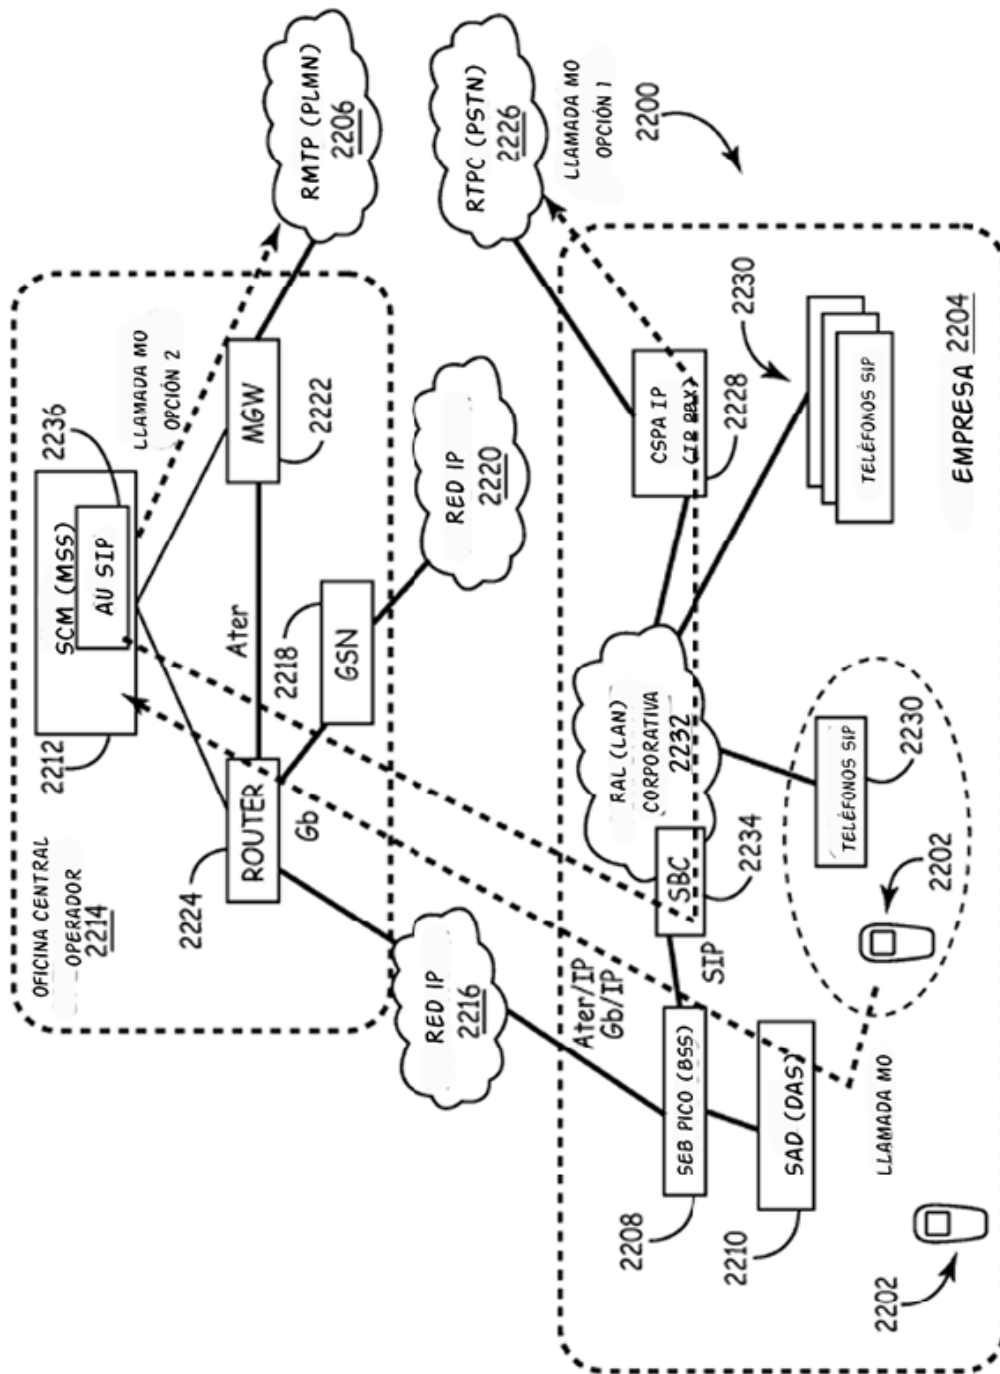 OFICINA CENTRAL
OPERADOR
2214
2212
SCM (MSS)
AU SIP
2236
LLAMADA MO
OPCIÓN 2
2224
ROUTER
Ater
MGW
2222
Gb
2218
GSN
RMTP (PLMN)
2206
RED IP
2216
RED IP
2220
RTPC (PSTN)
2226
LLAMADA MO
OPCIÓN 1
2200
Ater/IP
Gb/IP
2208
SEB PICO (BSS)
SIP
SBC
2234
RAL (LAN)
CORPORATIVA
2232
CSPA IP
(IP PBX)
2228
2230
2210
SAD (DAS)
TELÉFONOS SIP
2230
TELÉFONOS SIP
LLAMADA MO
2202
2202
EMPRESA 2204